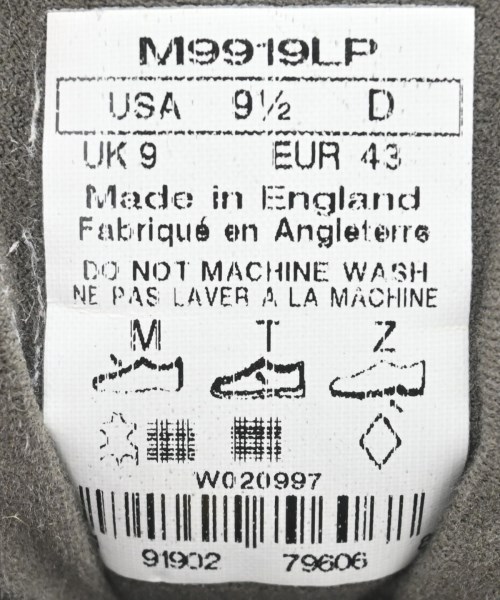 M9919LP
USA 9½ D
UK 9 EUR 43
Made in England
Fabriqué en Angleterre
DO NOT MACHINE WASH
NE PAS LAVER A LA MACHINE
M T Z
W020997
91902 79606